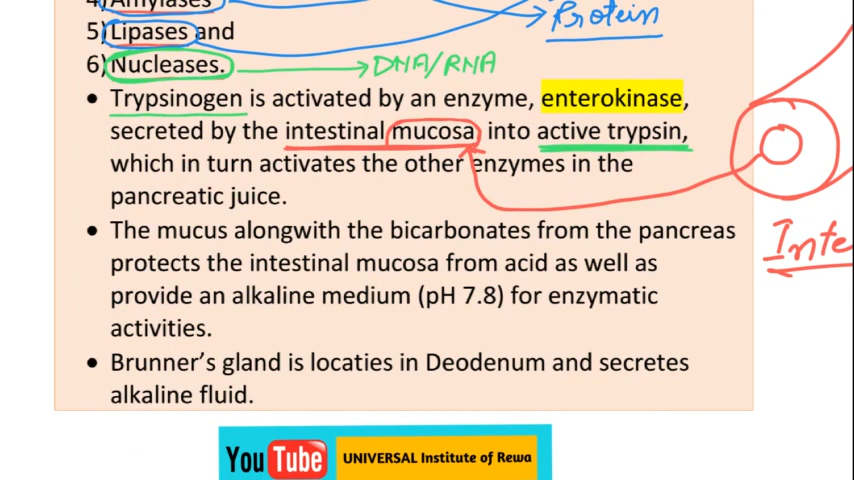 4) Amylases
Protein
5) Lipases and
6) Nucleases. DNA/RNA
• Trypsinogen is activated by an enzyme, enterokinase,
secreted by the intestinal mucosa into active trypsin,
which in turn activates the other enzymes in the
pancreatic juice.
• The mucus alongwith the bicarbonates from the pancreas
protects the intestinal mucosa from acid as well as
provide an alkaline medium (pH 7.8) for enzymatic
activities.
Inte
• Brunner's gland is locaties in Deodenum and secretes
alkaline fluid.
YouTube UNIVERSAL Institute of Rewa